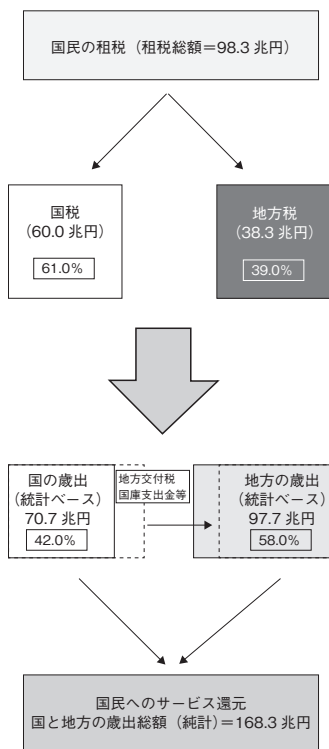 国民の租税（租税総額＝98.3 兆円）
国税
（60.0 兆円）
61.0%
地方税
（38.3 兆円）
39.0%
国の歳出
（統計ベース）
70.7 兆円
42.0%
地方交付税
国庫支出金等
地方の歳出
（統計ベース）
97.7 兆円
58.0%
国民へのサービス還元
国と地方の歳出総額（純計）＝168.3 兆円